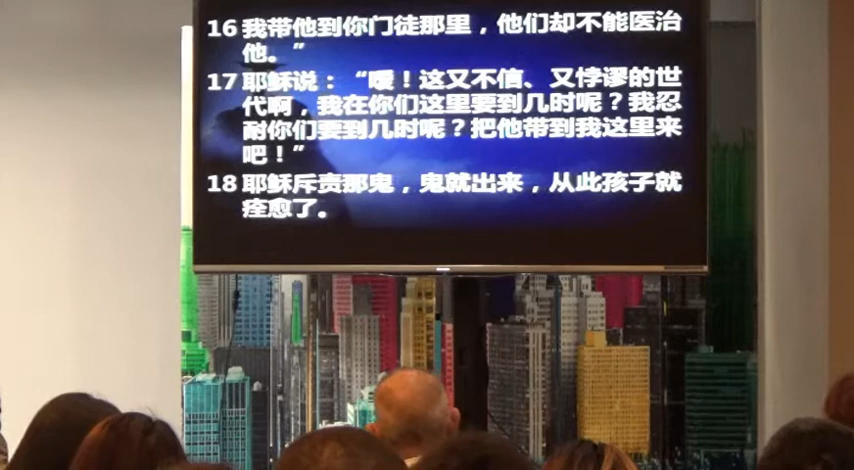 16 我带他到你门徒那里，他们却不能医治
他。”
17 耶稣说：“嗳！这又不信、又悖谬的世
代啊，我在你们这里要到几时呢？我忍
耐你们要到几时呢？把他带到我这里来
吧！”
18 耶稣斥责那鬼，鬼就出来，从此孩子就
痊愈了。